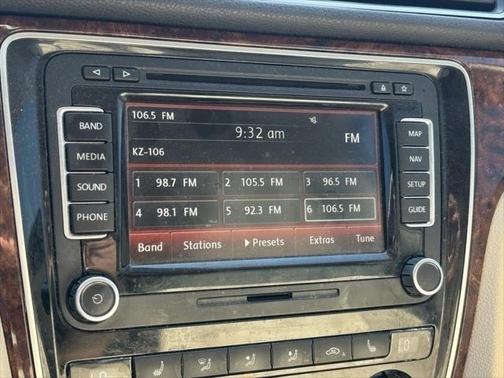 BAND
MEDIA
SOUND
PHONE
106.5 FM
9:32 am
FM
KZ-106
1 98.7 FM 2 105.5 FM 3 96.5 FM
4 98.1 FM 5 92.3 FM 6 106.5 FM
Band Stations Presets Extras Tune
MAP
NAV
SETUP
GUIDE